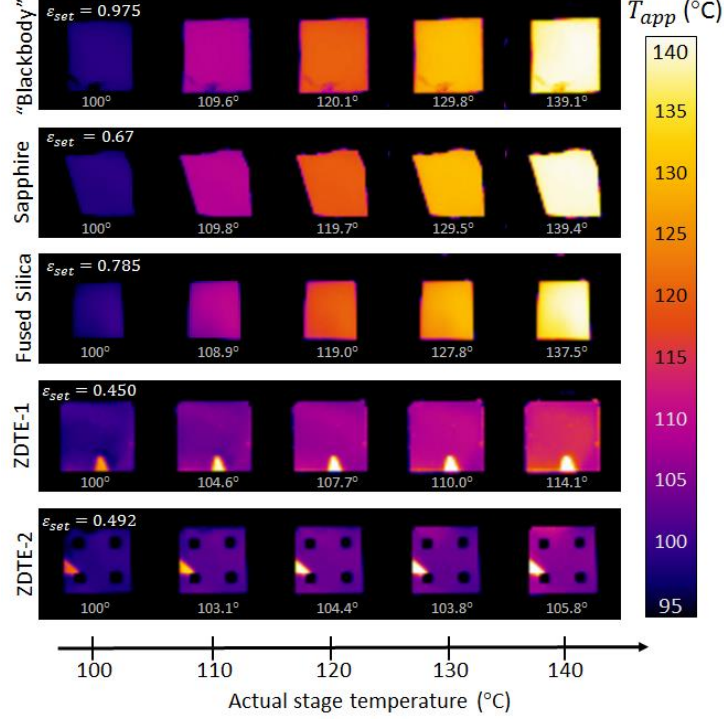 T_app (°C)
"Blackbody"
ε_set = 0.975
100° 109.6° 120.1° 129.8° 139.1°
Sapphire
ε_set = 0.67
100° 109.8° 119.7° 129.5° 139.4°
Fused Silica
ε_set = 0.785
100° 108.9° 119.0° 127.8° 137.5°
ZDTE-1
ε_set = 0.450
100° 104.6° 107.7° 110.0° 114.1°
ZDTE-2
ε_set = 0.492
100° 103.1° 104.4° 103.8° 105.8°
140
135
130
125
120
115
110
105
100
95
100 110 120 130 140
Actual stage temperature (°C)